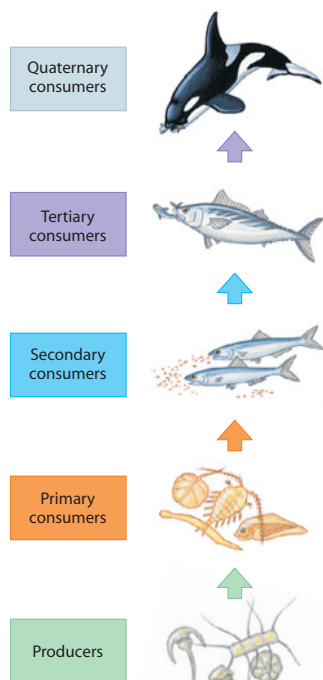 Quaternary
consumers
Tertiary
consumers
Secondary
consumers
Primary
consumers
Producers